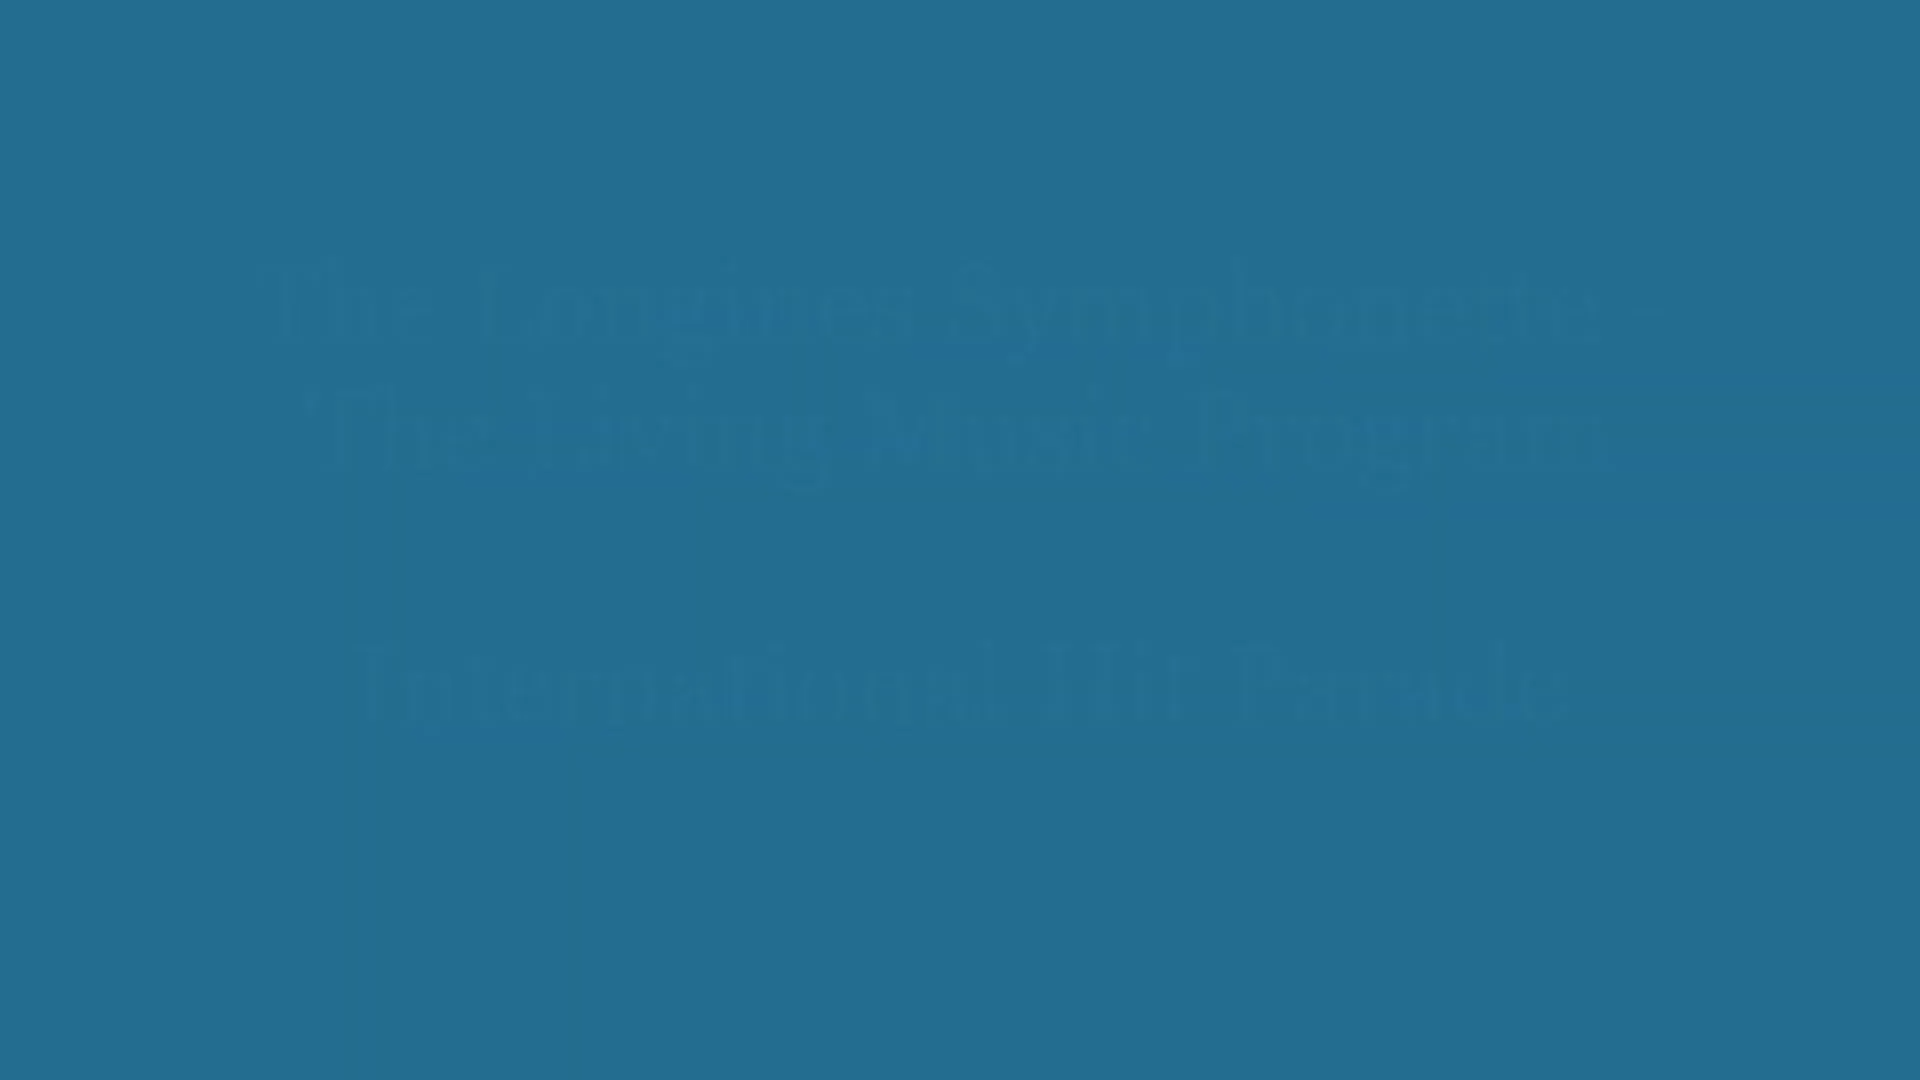 The Longines Symphonette -
'The Living Music Program
International Hit Parade